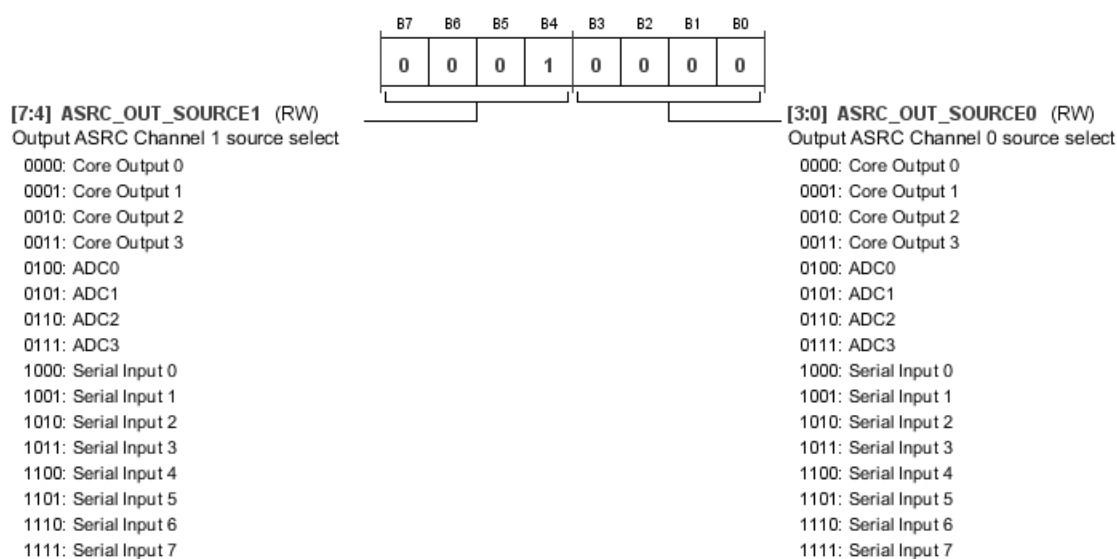 B7 B6 B5 B4 B3 B2 B1 B0
0 0 0 1 0 0 0 0
[7:4] ASRC_OUT_SOURCE1 (RW)
Output ASRC Channel 1 source select
0000: Core Output 0
0001: Core Output 1
0010: Core Output 2
0011: Core Output 3
0100: ADC0
0101: ADC1
0110: ADC2
0111: ADC3
1000: Serial Input 0
1001: Serial Input 1
1010: Serial Input 2
1011: Serial Input 3
1100: Serial Input 4
1101: Serial Input 5
1110: Serial Input 6
1111: Serial Input 7
[3:0] ASRC_OUT_SOURCE0 (RW)
Output ASRC Channel 0 source select
0000: Core Output 0
0001: Core Output 1
0010: Core Output 2
0011: Core Output 3
0100: ADC0
0101: ADC1
0110: ADC2
0111: ADC3
1000: Serial Input 0
1001: Serial Input 1
1010: Serial Input 2
1011: Serial Input 3
1100: Serial Input 4
1101: Serial Input 5
1110: Serial Input 6
1111: Serial Input 7